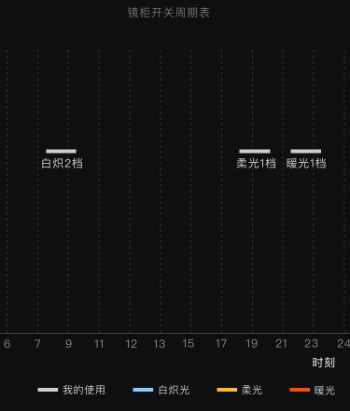 镜柜开关周期表
白炽2档 柔光1档 暖光1档
6 7 9 11 12 13 15 17 19 21 23 24
时刻
我的使用 白炽光 柔光 暖光